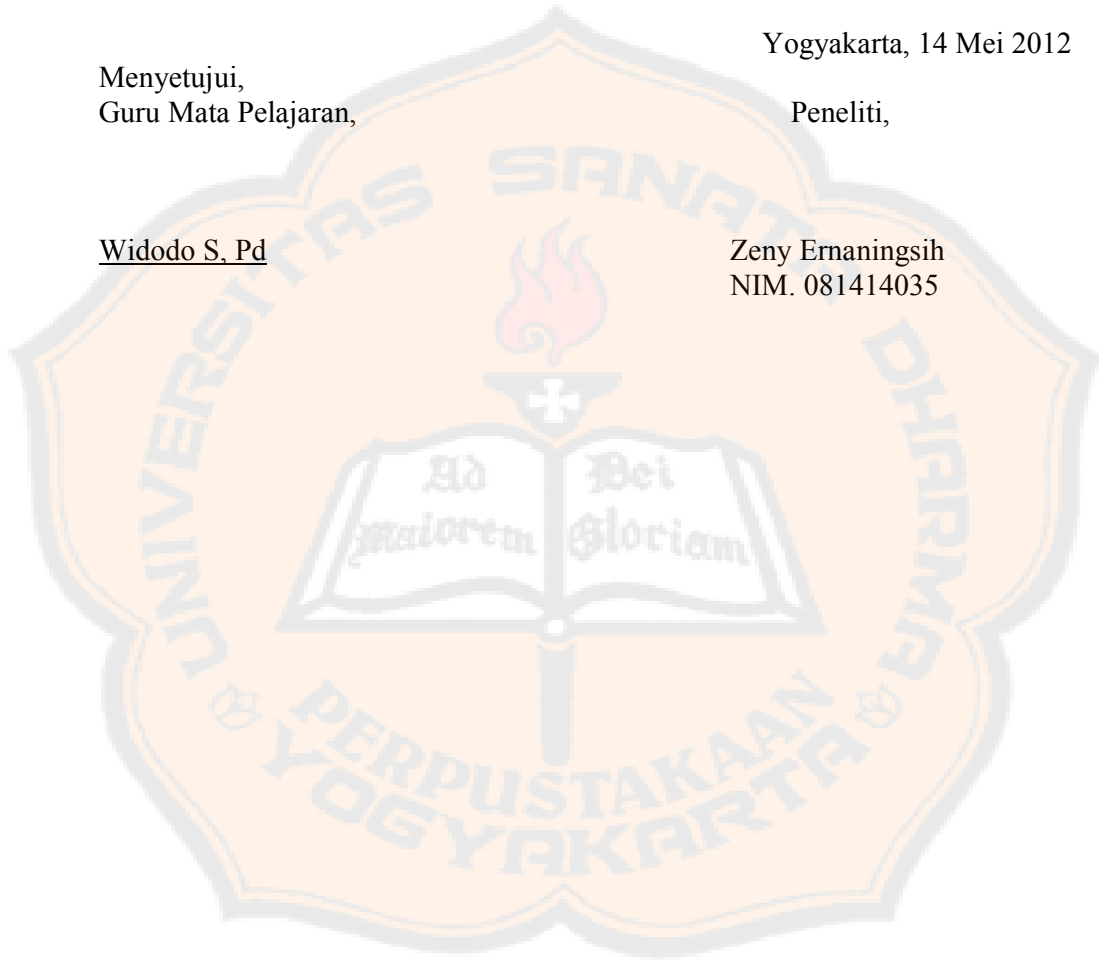 Yogyakarta, 14 Mei 2012
Menyetujui,
Guru Mata Pelajaran, Peneliti,
Widodo S, Pd Zeny Ernaningsih
NIM. 081414035
UNIVERSITAS SANATA DHARMA
Ad Dei
Maiorem Gloriam
PERPUSTAKAAN
YOGYAKARTA